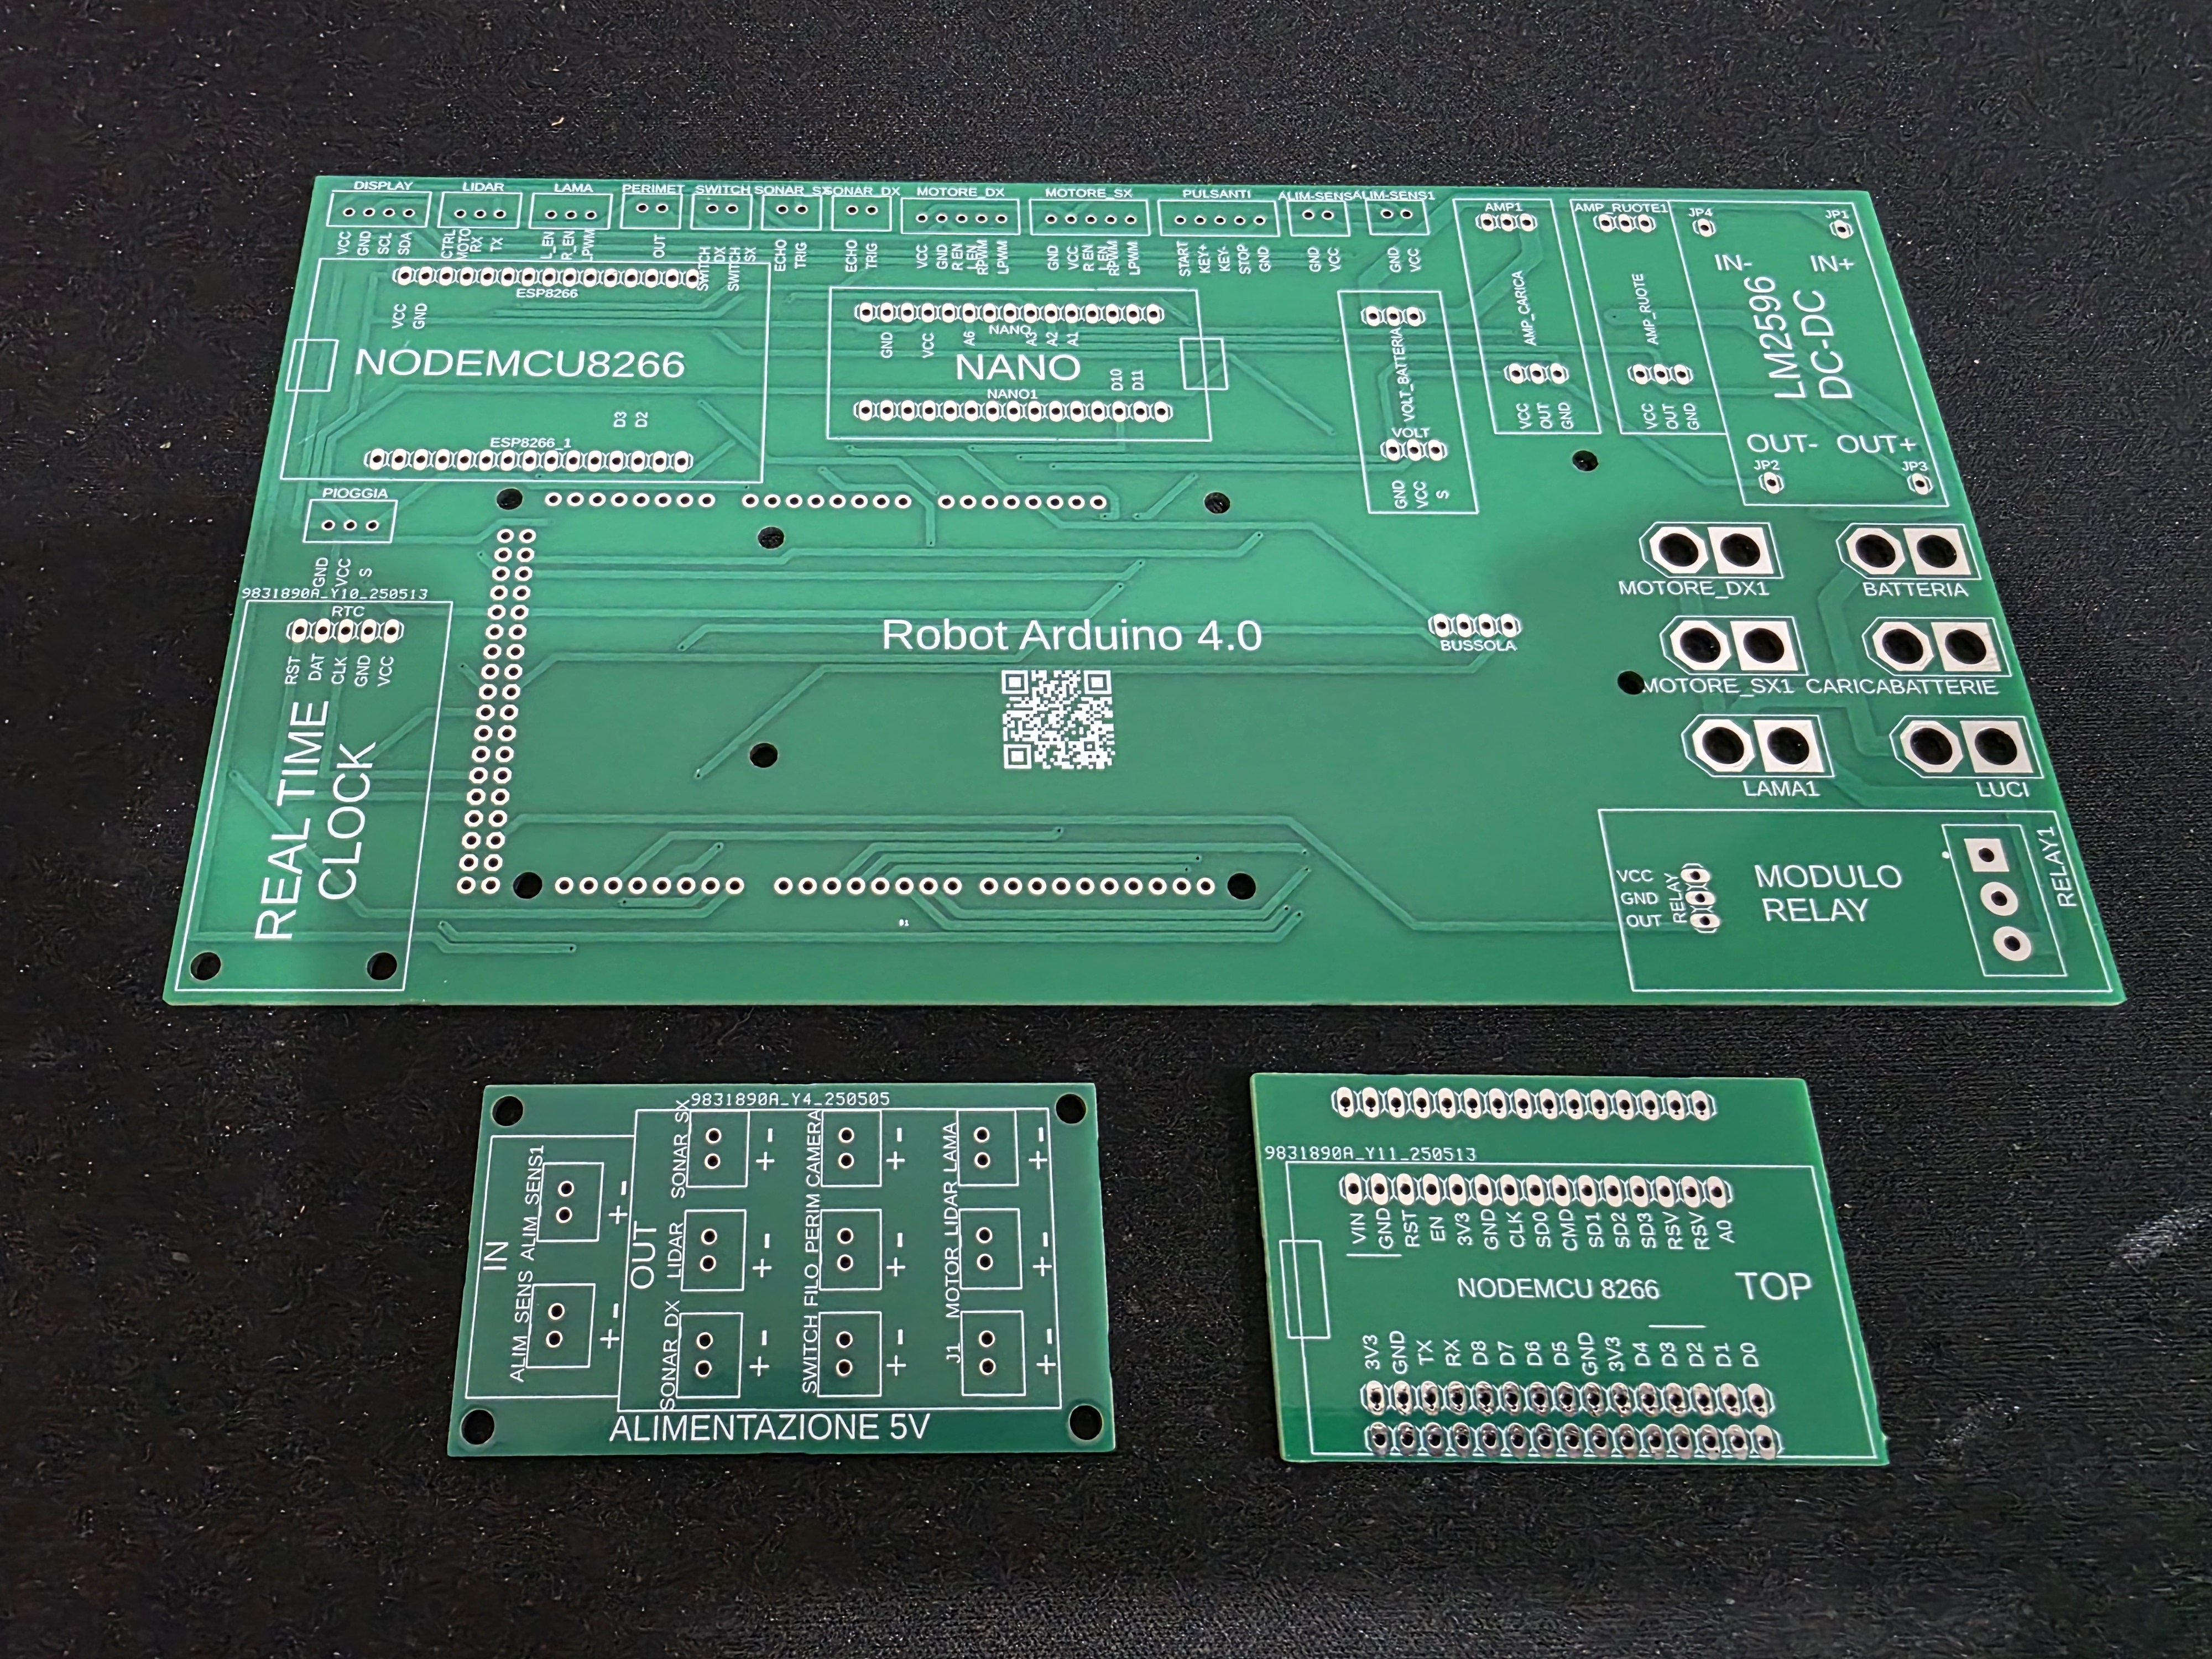 IN
ALIM_SENS ALIM_SENS1
+ - + -
OUT
SONAR_DX LIDAR SONAR_SX
+ - + - + -
SWITCH FILO_PERIM CAMERA
+ - + - + -
J1 MOTOR_LIDAR LAMA
+ - + - + -
ALIMENTAZIONE 5V
9831890A_Y4_250505
9831890A_Y11_250513
3V3
GND
TX
RX
D8
D7
D6
D5
GND
3V3
D4
D3
D2
D1
D0
NODEMCU 8266
TOP
VIN
GND
RST
EN
3V3
GND
CLK
SD0
CMD
SD1
SD2
SD3
RSV
RSV
A0
REAL TIME
CLOCK
RST
DAT
CLK
GND
VCC
RTC
9831890A_Y10_250513
GND
VCC
S
PIOGGIA
NODEMCU8266
ESP8266_1
ESP8266
VCC
GND
D3
D2
DISPLAY
VCC
GND
SCL
SDA
LIDAR
CTRL
MOTO
RX
TX
LAMA
L_EN
R_EN
LPWM
PERIMET
OUT
SWITCH
SWITCH
DX
SWITCH
SX
SONAR_SX
ECHO
TRIG
SONAR_DX
ECHO
TRIG
MOTORE_DX
VCC
GND
R EN
L EN
RPWM
LPWM
MOTORE_SX
GND
VCC
R EN
L EN
RPWM
LPWM
PULSANTI
START
KEY+
KEY-
STOP
GND
ALIM-SENS
GND
VCC
ALIM-SENS1
GND
VCC
NANO
NANO1
NANO
GND
VCC
A6
A3
A2
A1
D10
D11
Robot Arduino 4.0
BUSSOLA
VOLT
VOLT_BATTERIA
GND
VCC
S
AMP1
AMP_CARICA
VCC
OUT
GND
AMP_RUOTE1
AMP_RUOTE
VCC
OUT
GND
LM2596
DC-DC
IN-
IN+
OUT-
OUT+
JP4
JP1
JP2
JP3
MOTORE_DX1
MOTORE_SX1
LAMA1
BATTERIA
CARICABATTERIE
LUCI
VCC
GND
OUT
RELAY
MODULO
RELAY
RELAY1